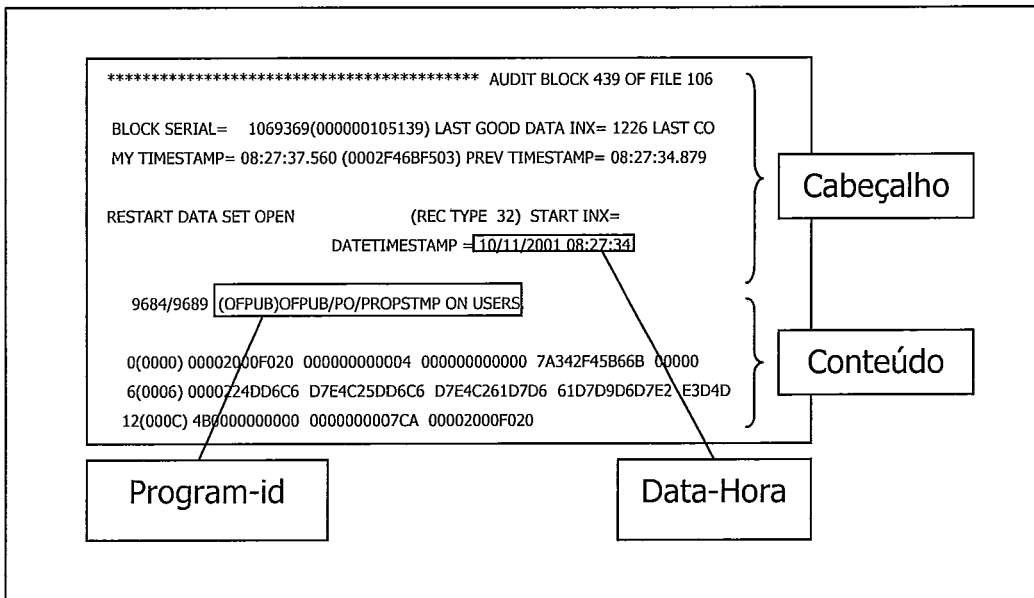 ****************************************** AUDIT BLOCK 439 OF FILE 106
BLOCK SERIAL= 1069369(000000105139) LAST GOOD DATA INX= 1226 LAST CO
MY TIMESTAMP= 08:27:37.560 (0002F46BF503) PREV TIMESTAMP= 08:27:34.879
Cabeçalho
RESTART DATA SET OPEN (REC TYPE 32) START INX=
DATETIMESTAMP = 10/11/2001 08:27:34
9684/9689 (OFPUB)OFPUB/PO/PROPSTMP ON USERS.
Conteúdo
0(0000) 00002000F020 000000000004 000000000000 7A342F45B66B 00000
6(0006) 0000224DD6C6 D7E4C25DD6C6 D7E4C261D7D6 61D7D9D6D7E2 E3D4D
12(000C) 4B0000000000 0000000007CA 00002000F020
Program-id
Data-Hora